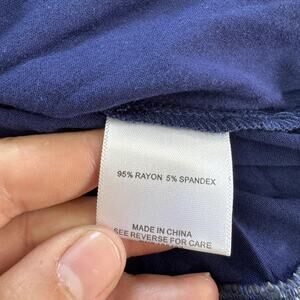 95% RAYON 5% SPANDEX
MADE IN CHINA
SEE REVERSE FOR CARE